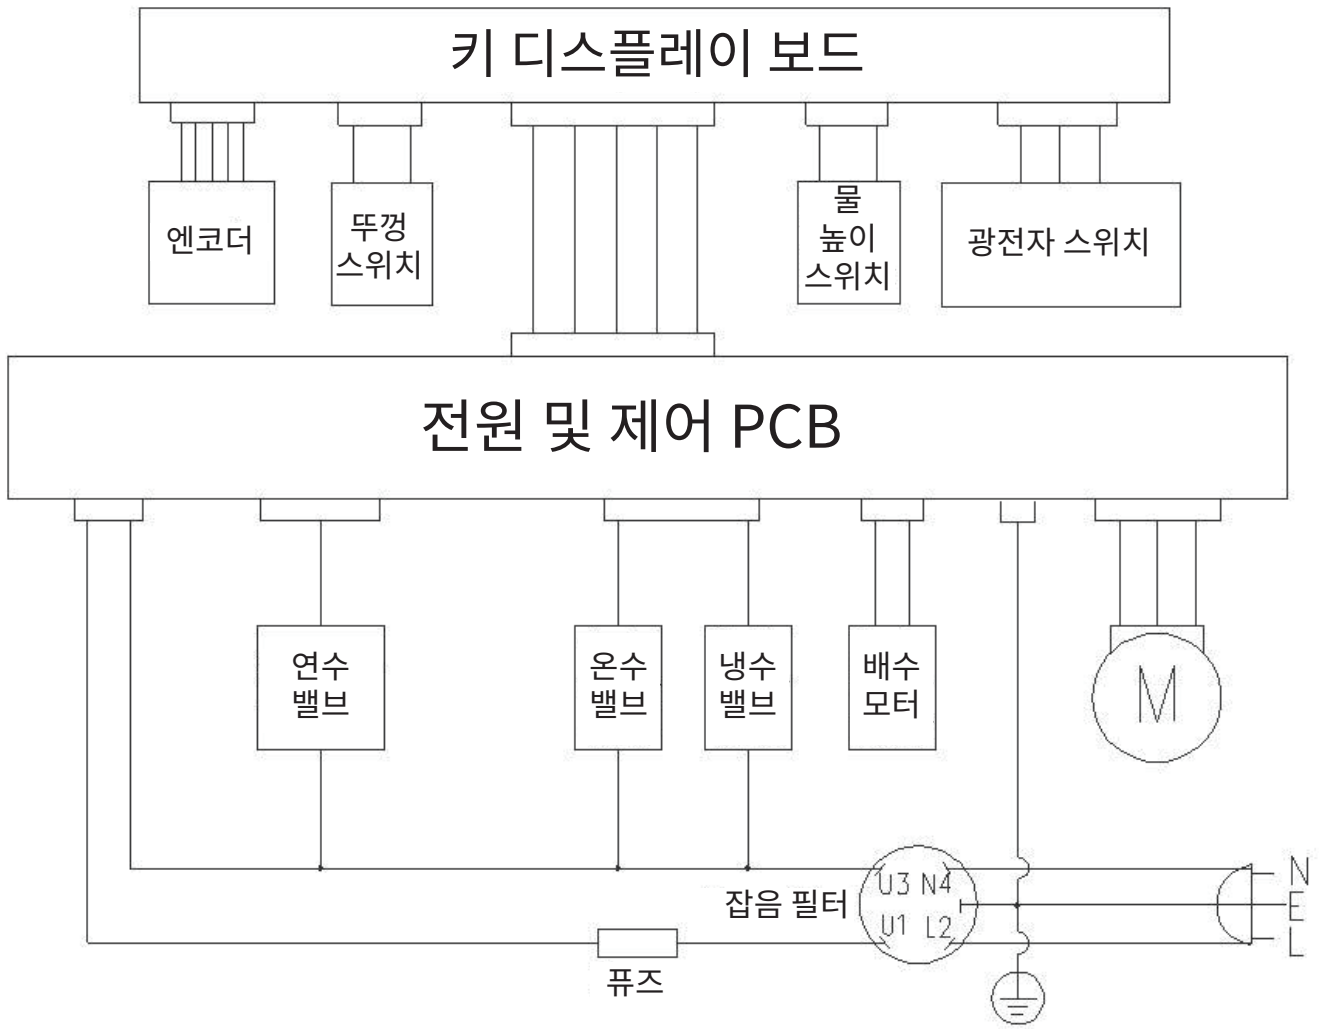 키 디스플레이 보드
엔코더
뚜껑
스위치
물
높이
스위치
광전자 스위치
전원 및 제어 PCB
연수
밸브
온수
밸브
냉수
밸브
배수
모터
M
잡음 필터
U3 N4
U1 L2
N
E
L
퓨즈